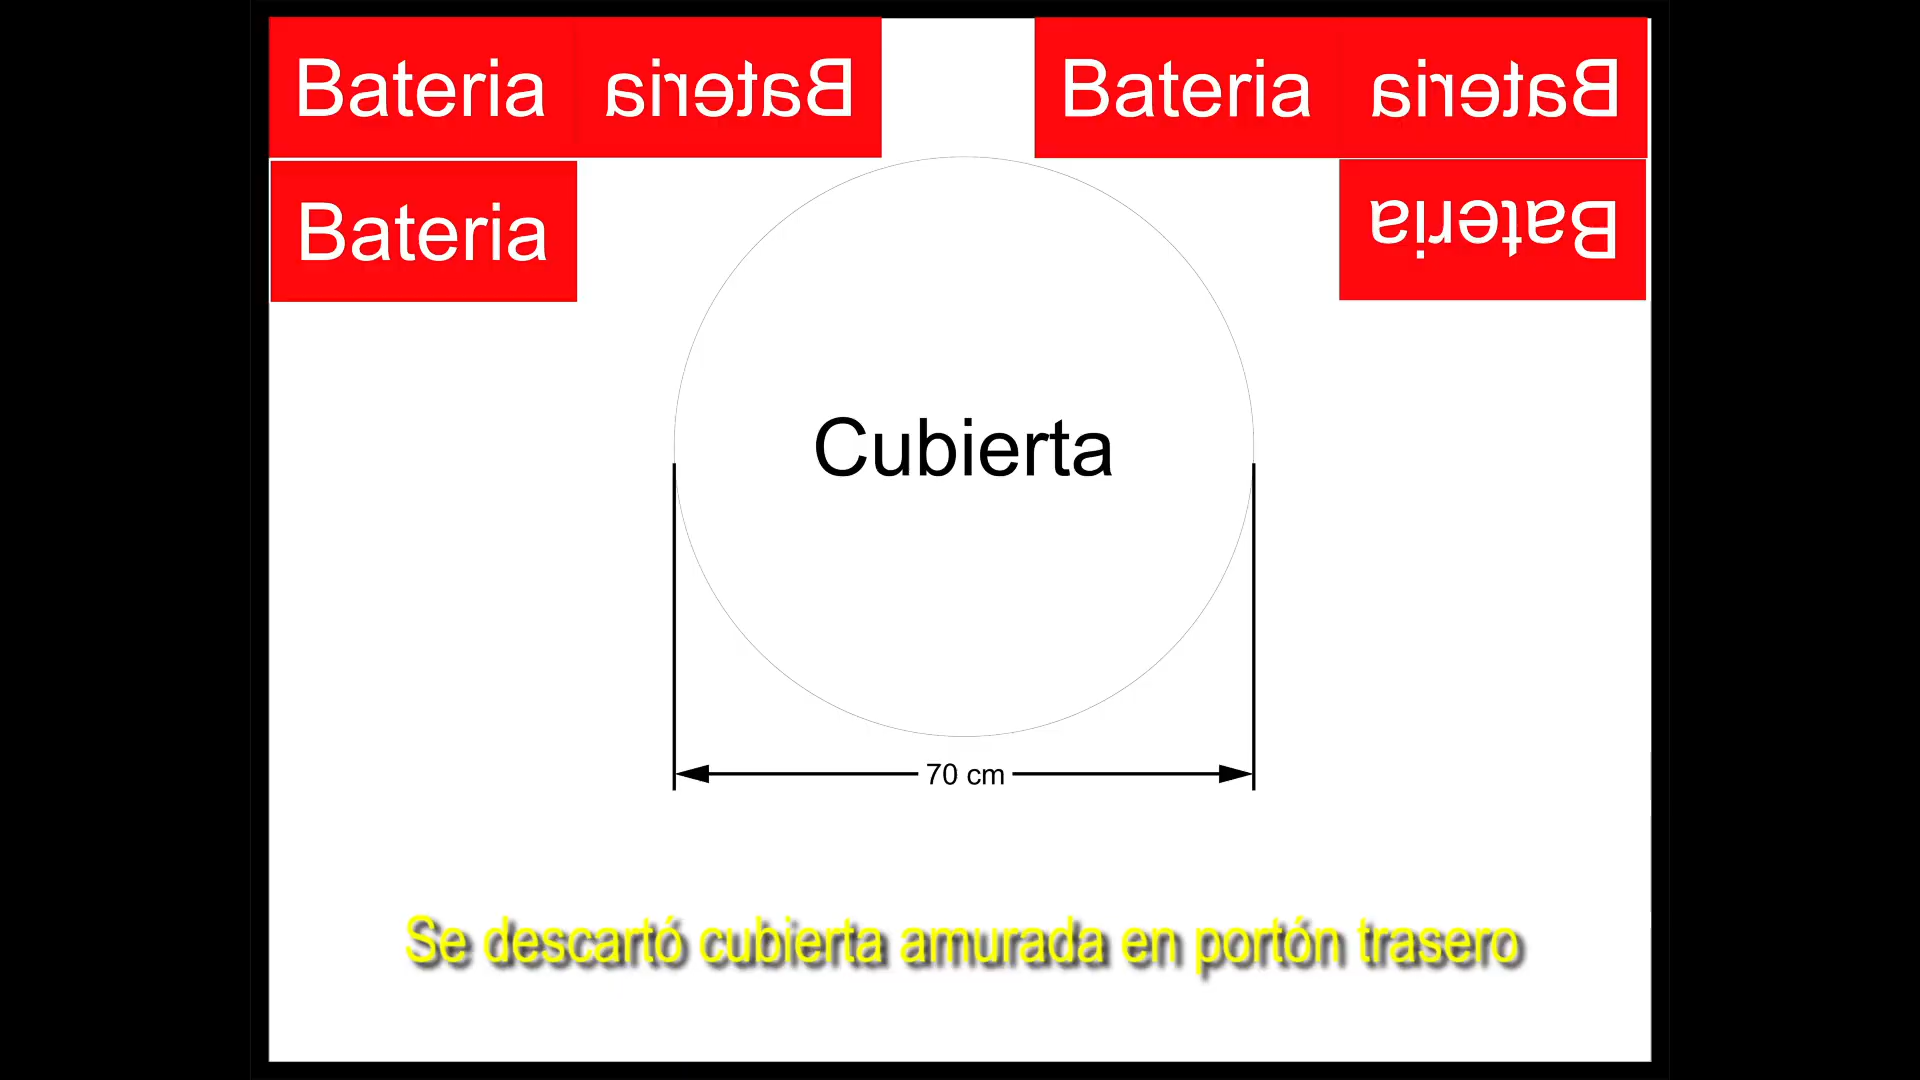 Bateria Bateria Bateria Bateria
Bateria Bateria
Cubierta
70 cm
Se descartó cubierta amurada en portón trasero